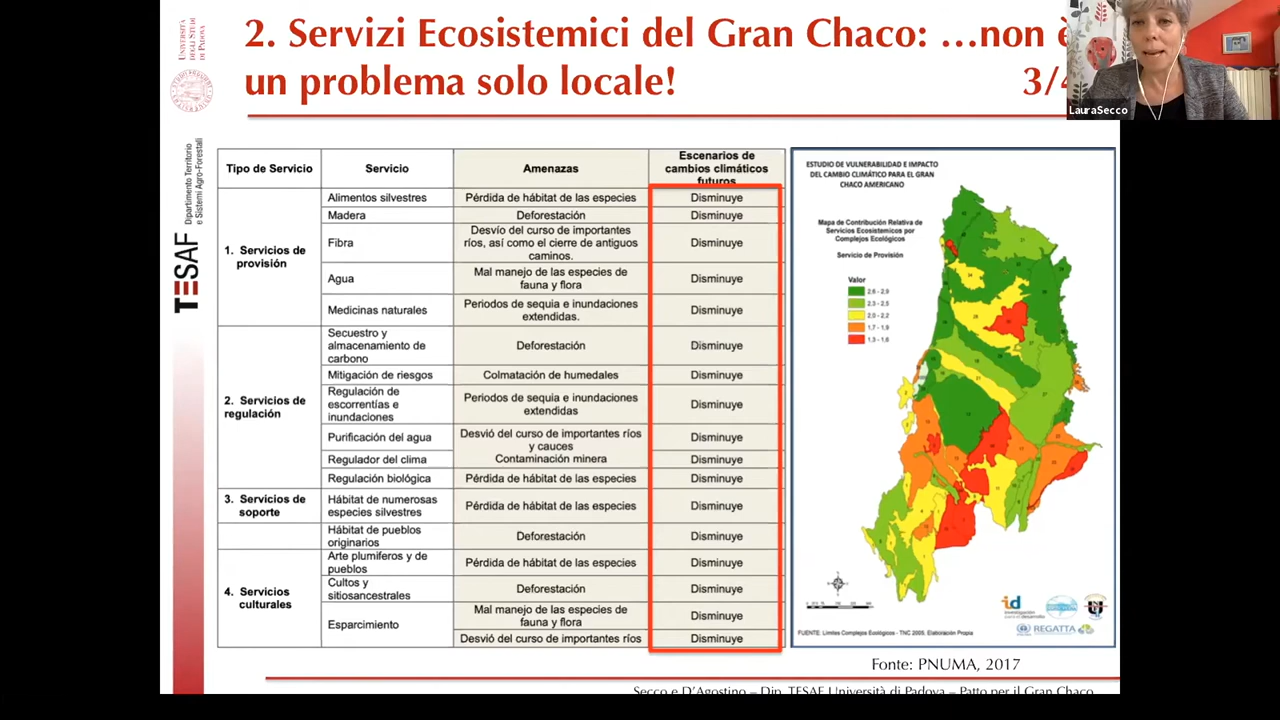 2. Servizi Ecosistemici del Gran Chaco: …non è
un problema solo locale! 3/4
LauraSecco
UNIVERSITÀ
DEGLI STUDI
DI PADOVA
Dipartimento Territorio
e Sistemi Agro-Forestali
TESAF
Tipo de Servicio Servicio Amenazas Escenarios de
cambios climáticos
futuros
1. Servicios de
provisión
Alimentos silvestres Pérdida de hábitat de las especies Disminuye
Madera Deforestación Disminuye
Fibra Desvío del curso de importantes
ríos, así como el cierre de antiguos
caminos. Disminuye
Agua Mal manejo de las especies de
fauna y flora Disminuye
Medicinas naturales Periodos de sequia e inundaciones
extendidas. Disminuye
2. Servicios de
regulación
Secuestro y
almacenamiento de
carbono Deforestación Disminuye
Mitigación de riesgos Colmatación de humedales Disminuye
Regulación de
escorrentías e
inundaciones Periodos de sequia e inundaciones
extendidas Disminuye
Purificación del agua Desvió del curso de importantes ríos
y cauces Disminuye
Regulador del clima Contaminación minera Disminuye
Regulación biológica Pérdida de hábitat de las especies Disminuye
3. Servicios de
soporte
Hábitat de numerosas
especies silvestres Pérdida de hábitat de las especies Disminuye
4. Servicios
culturales
Hábitat de pueblos
originarios Deforestación Disminuye
Arte plumíferos y de
pueblos Pérdida de hábitat de las especies Disminuye
Cultos y
sitiosancestrales Deforestación Disminuye
Esparcimiento Mal manejo de las especies de
fauna y flora Disminuye
Desvió del curso de importantes ríos Disminuye
ESTUDIO DE VULNERABILIDAD E IMPACTO
DEL CAMBIO CLIMÁTICO PARA EL GRAN
CHACO AMERICANO
Mapa de Contribución Relativa de
Servicios Ecosistemicos por
Complejos Ecológicos
Servicio de Provisión
Valor
2,6 - 2,9
2,3 - 2,5
2,0 - 2,2
1,7 - 1,9
1,3 - 1,6
id
REGATTA
FUENTE: Límites Complejos Ecológicos - TNC 2005; Elaboración Propia
Fonte: PNUMA, 2017
Secco e D'Agostino – Dip. TESAF Università di Padova – Patto per il Gran Chaco